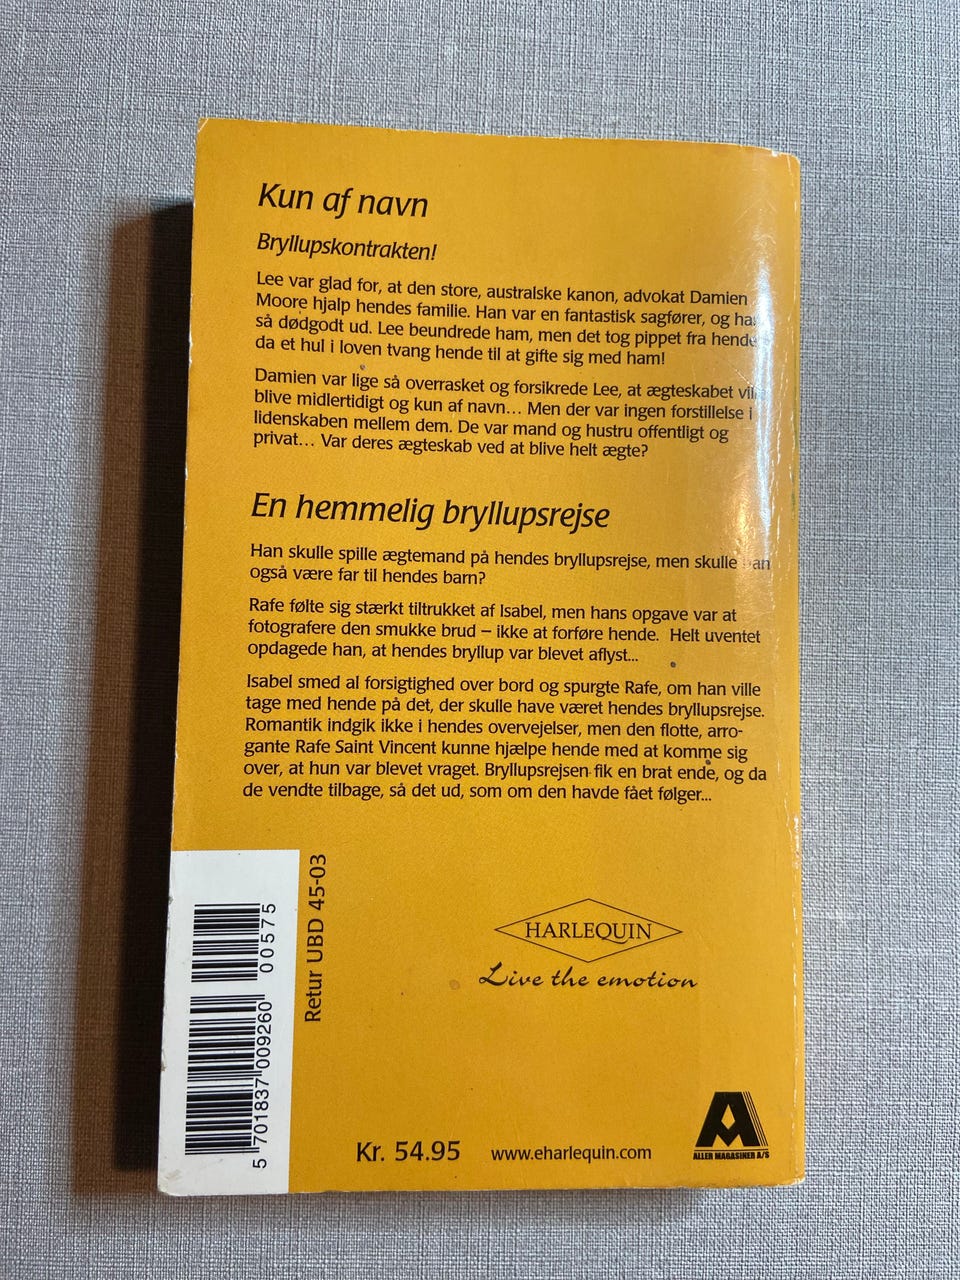 Kun af navn
Bryllupskontrakten!
Lee var glad for, at den store, australske kanon, advokat Damien
Moore hjalp hendes familie. Han var en fantastisk sagfører, og
så dødgodt ud. Lee beundrede ham, men det tog pippet fra
da et hul i loven tvang hende til at gifte sig med ham!
Damien var lige så overrasket og forsikrede Lee, at ægteskabet
blive midlertidigt og kun af navn... Men der var ingen forstillelse i
lidenskaben mellem dem. De var mand og hustru offentligt og
privat... Var deres ægteskab ved at blive helt ægte?
En hemmelig bryllupsrejse
Han skulle spille ægtemand på hendes bryllupsrejse, men skulle han
også være far til hendes barn?
Rafe følte sig stærkt tiltrukket af Isabel, men hans opgave var at
fotografere den smukke brud – ikke at forføre hende. Helt uventet
opdagede han, at hendes bryllup var blevet aflyst...
Isabel smed al forsigtighed over bord og spurgte Rafe, om han ville
tage med hende på det, der skulle have været hendes bryllupsrejse.
Romantik indgik ikke i hendes overvejelser, men den flotte, arro-
gante Rafe Saint Vincent kunne hjælpe hende med at komme sig
over, at hun var blevet vraget. Bryllupsrejsen fik en brat ende, og da
de vendte tilbage, så det ud, som om den havde fået følger...
Retur UBD 45-03
00575
5 701837 009260
HARLEQUIN
Live the emotion
Kr. 54.95
www.eharlequin.com
ALLER MAGASINER A/S